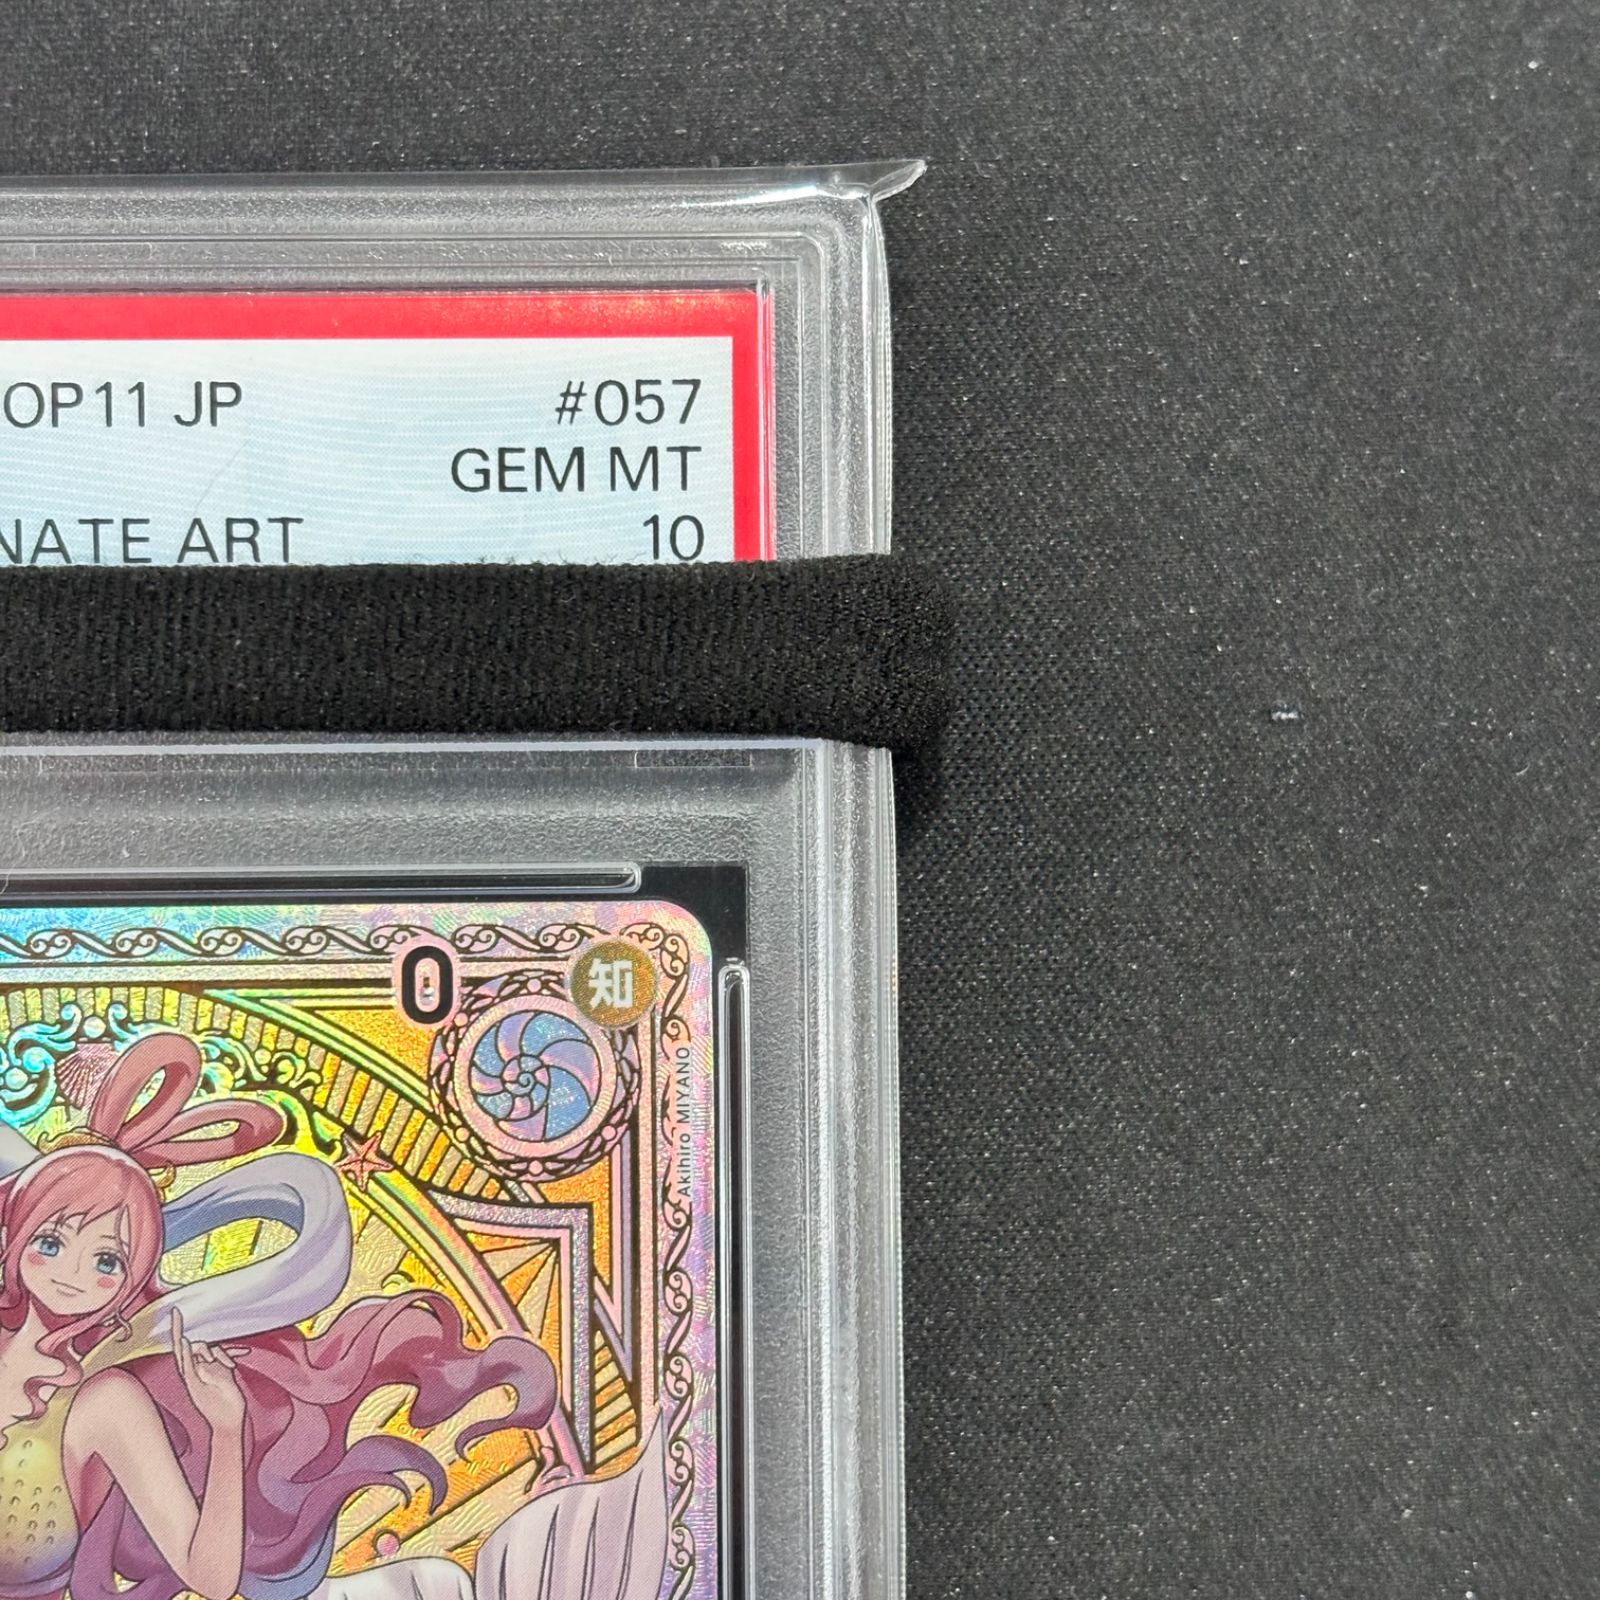 OP11 JP #057
GEM MT
NATE ART 10
0 知
Akihiro MIYANO